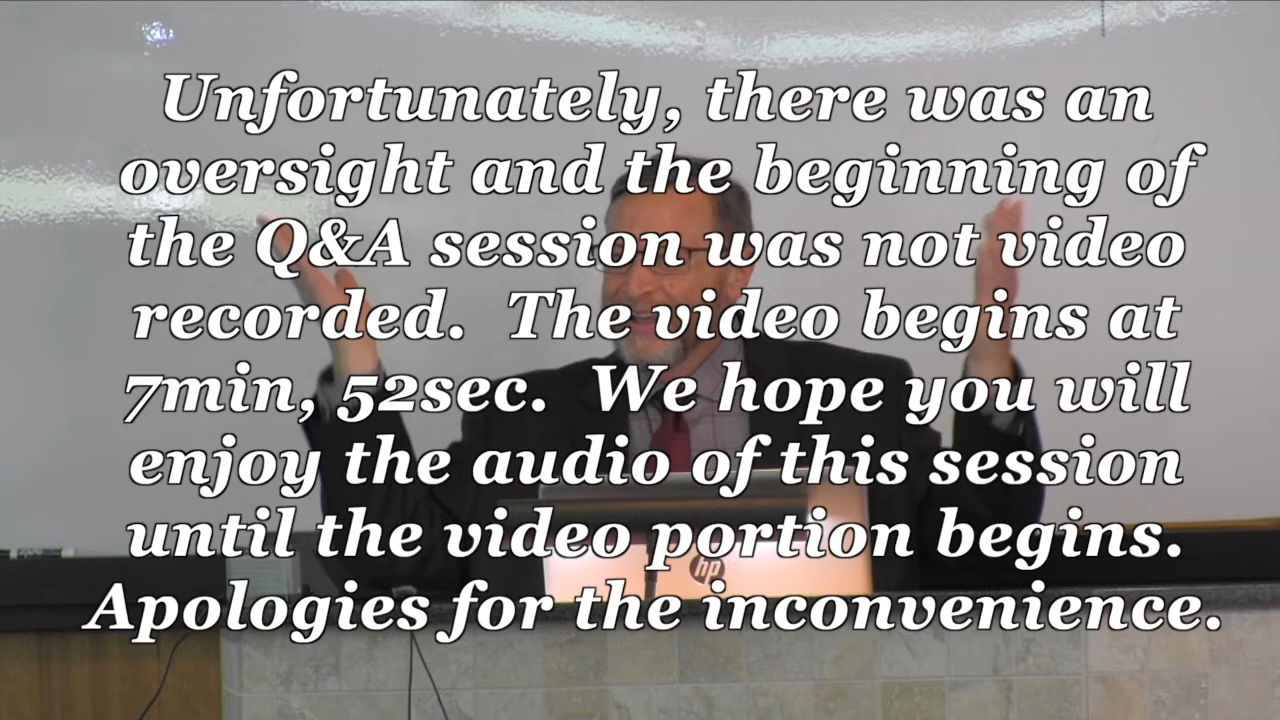 Unfortunately, there was an
oversight and the beginning of
the Q&A session was not video
recorded.  The video begins at
7min, 52sec.  We hope you will
enjoy the audio of this session
until the video portion begins.
Apologies for the inconvenience.
hp